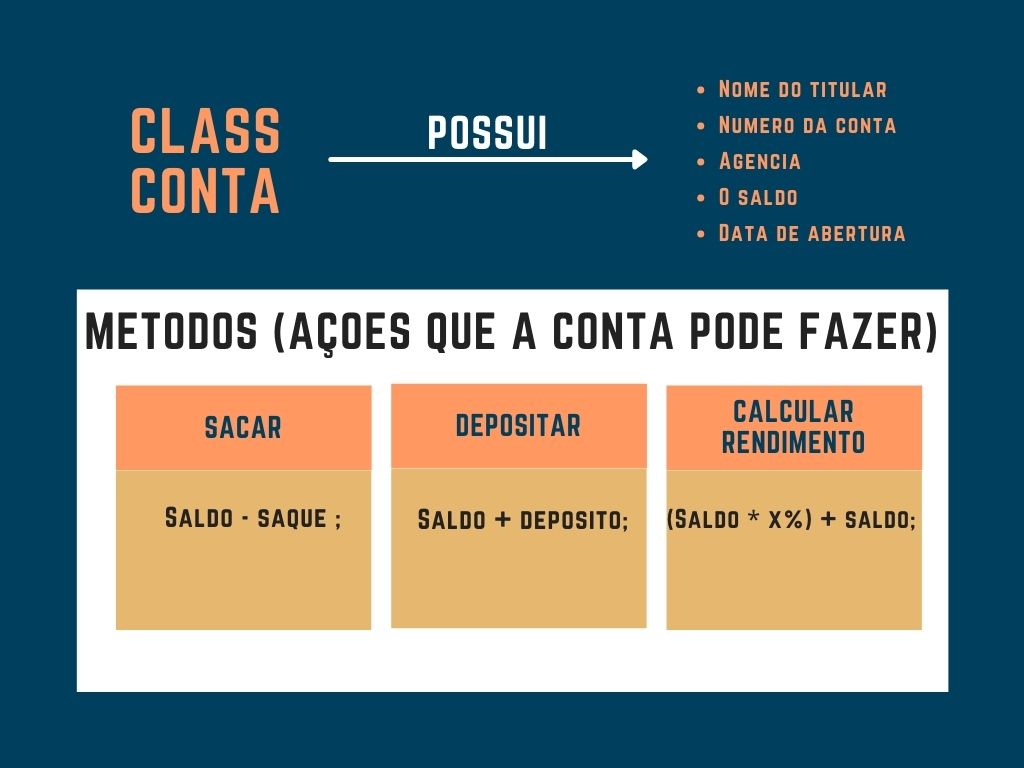 CLASS
CONTA
POSSUI
• Nome do titular
• Numero da conta
• Agencia
• O saldo
• Data de abertura
METODOS (AÇOES QUE A CONTA PODE FAZER)
SACAR
Saldo - saque ;
DEPOSITAR
Saldo + deposito;
CALCULAR
RENDIMENTO
(Saldo * x%) + saldo;